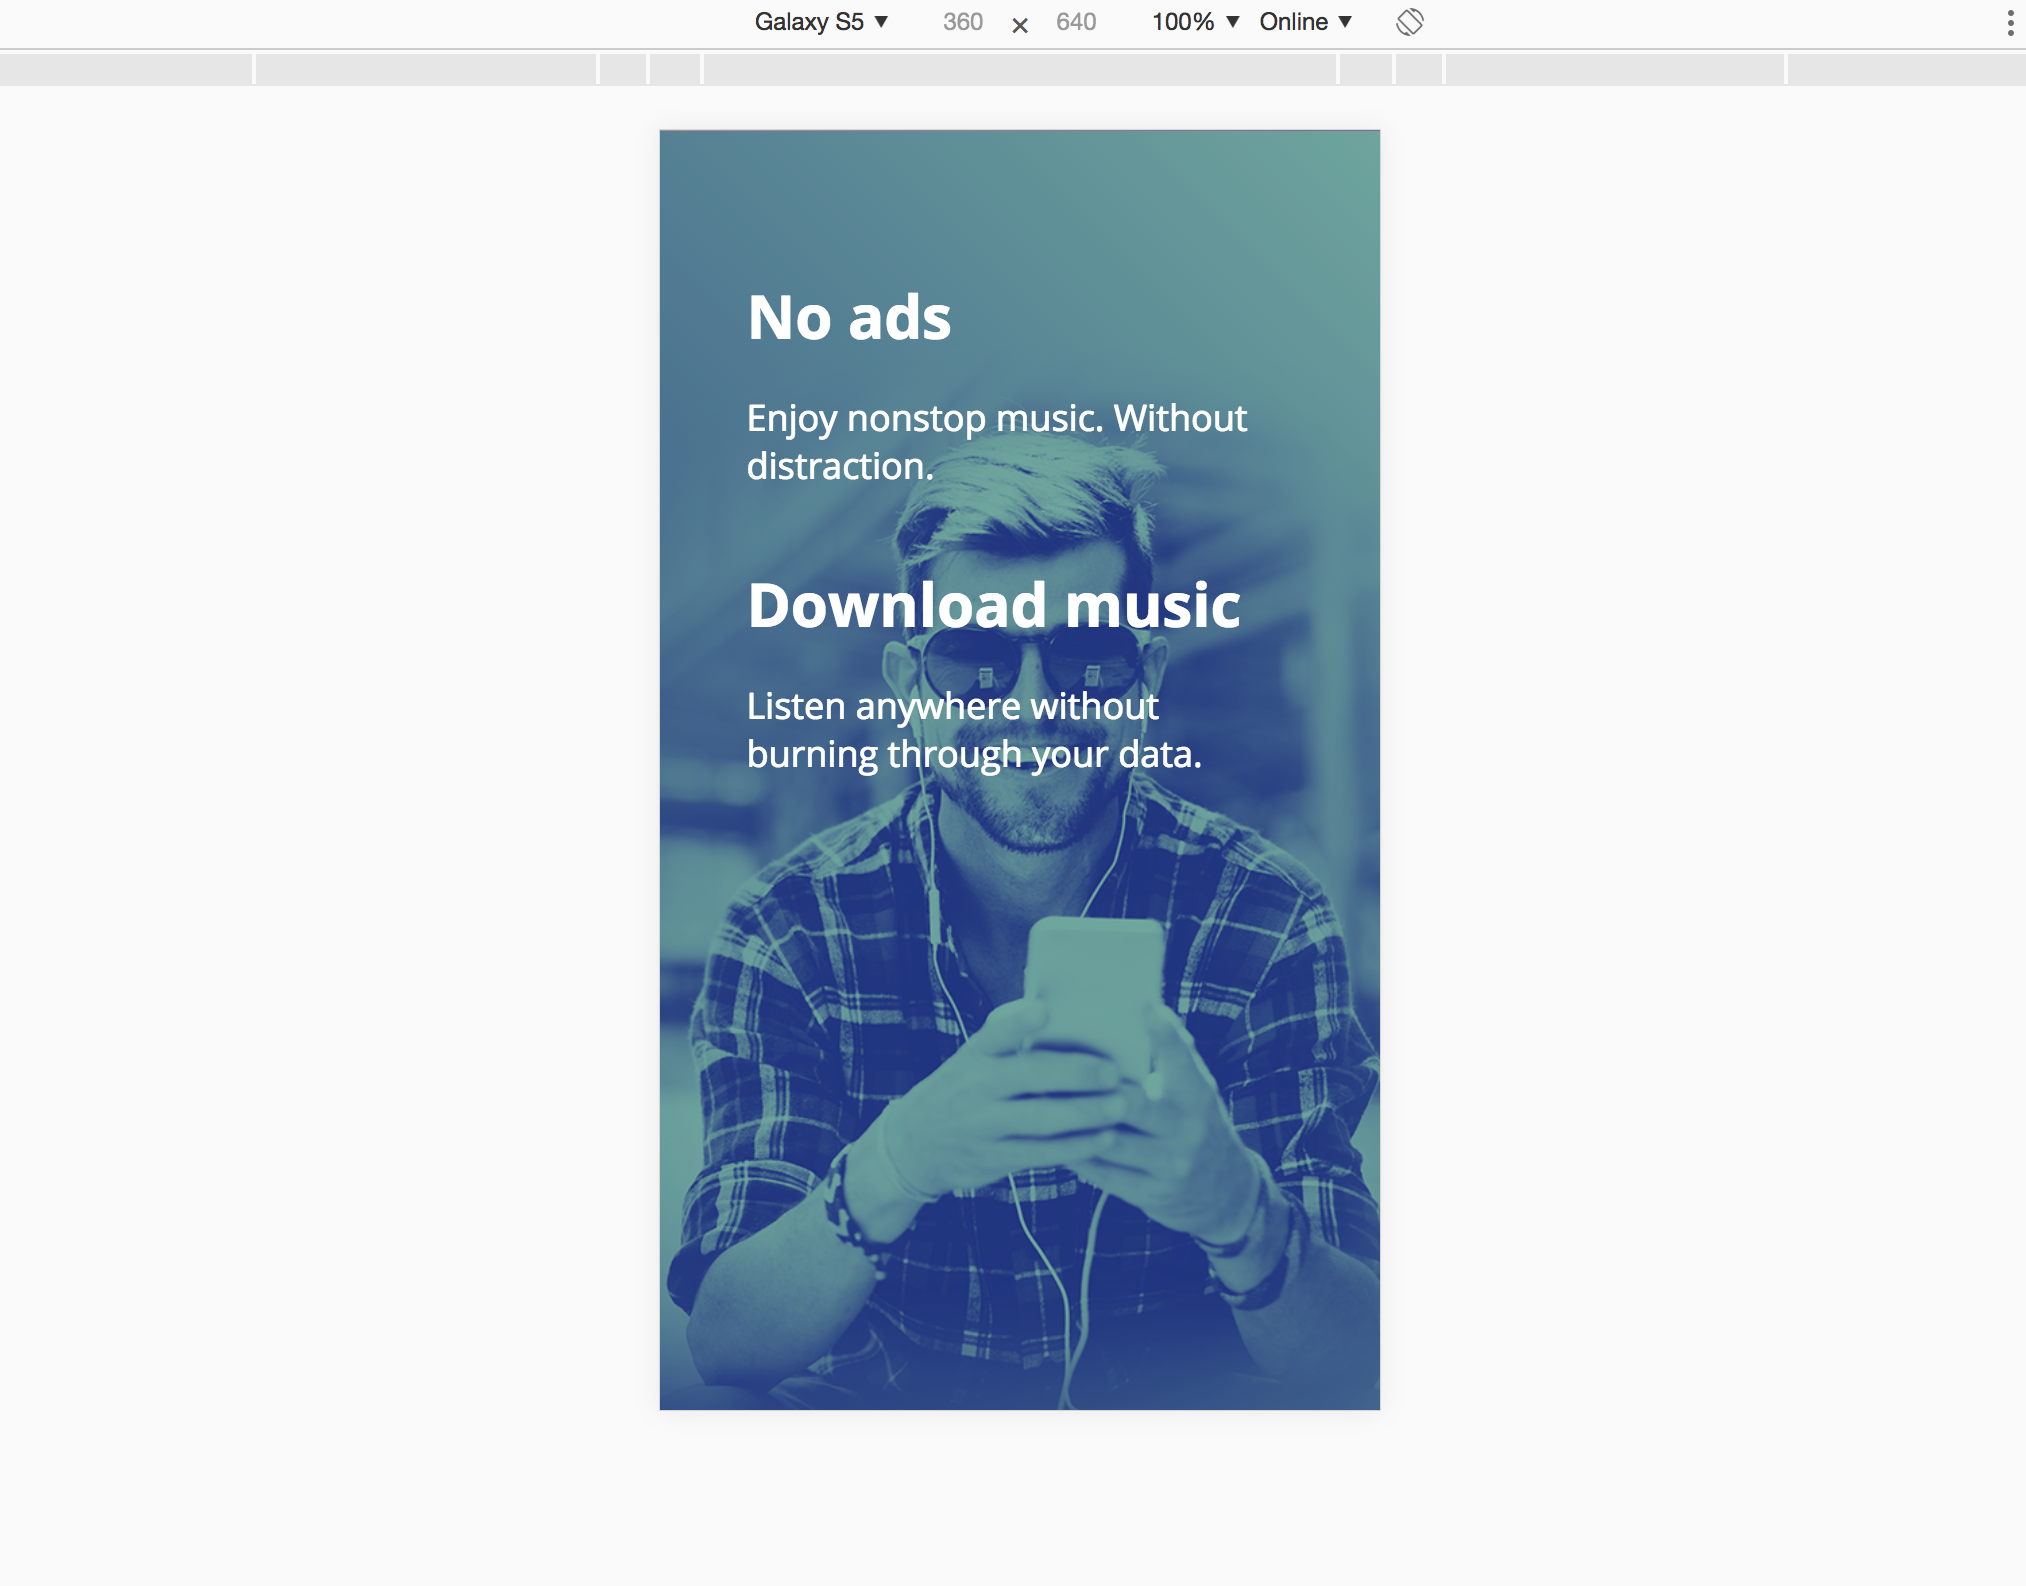 Galaxy S5 ▼ 360 × 640 100% ▼ Online ▼
No ads
Enjoy nonstop music. Without
distraction.
Download music
Listen anywhere without
burning through your data.